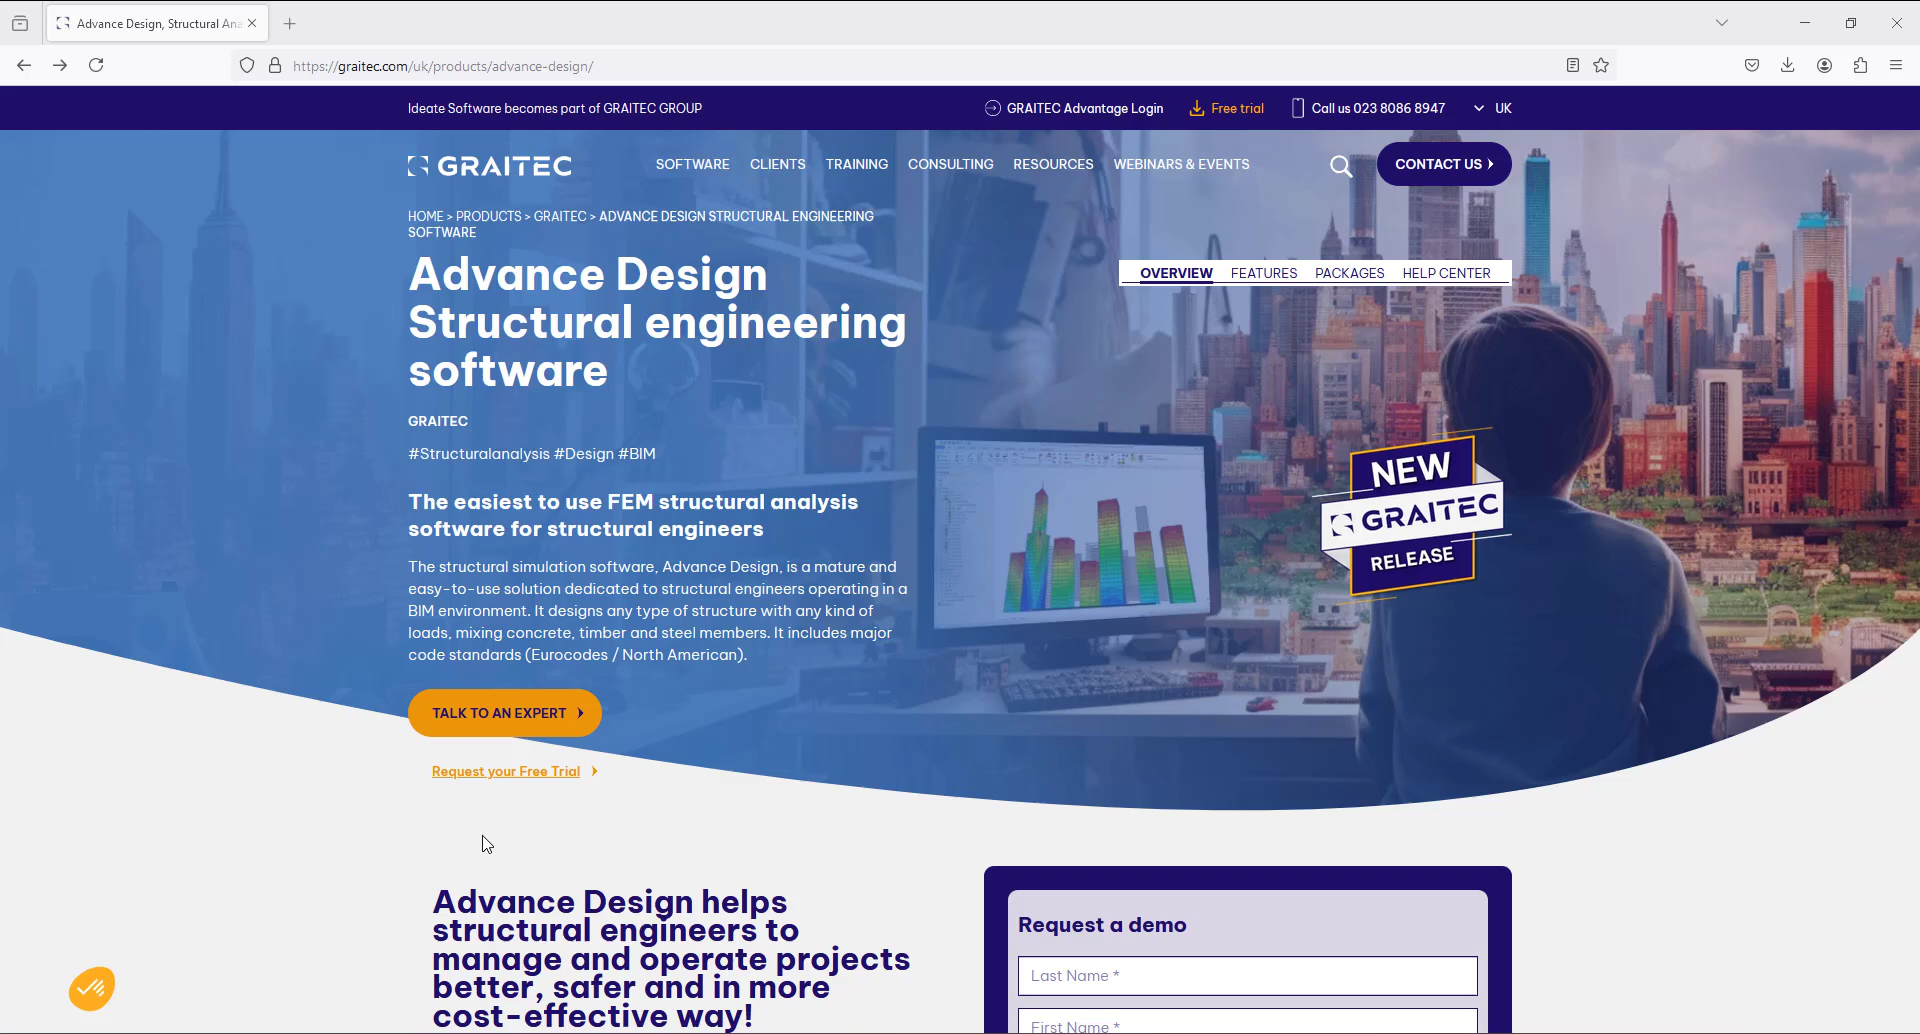 Advance Design, Structural Ana
https://graitec.com/uk/products/advance-design/
Ideate Software becomes part of GRAITEC GROUP
GRAITEC Advantage Login
Free trial
Call us 023 8086 8947
UK
GRAITEC
SOFTWARE CLIENTS TRAINING CONSULTING RESOURCES WEBINARS & EVENTS
CONTACT US
HOME > PRODUCTS > GRAITEC > ADVANCE DESIGN STRUCTURAL ENGINEERING
SOFTWARE
Advance Design
Structural engineering
software
OVERVIEW FEATURES PACKAGES HELP CENTER
GRAITEC
#Structuralanalysis #Design #BIM
The easiest to use FEM structural analysis
software for structural engineers
The structural simulation software, Advance Design, is a mature and
easy-to-use solution dedicated to structural engineers operating in a
BIM environment. It designs any type of structure with any kind of
loads, mixing concrete, timber and steel members. It includes major
code standards (Eurocodes / North American).
NEW
GRAITEC
RELEASE
TALK TO AN EXPERT
Request your Free Trial
Advance Design helps
structural engineers to
manage and operate projects
better, safer and in more
cost-effective way!
Request a demo
Last Name *
First Name *